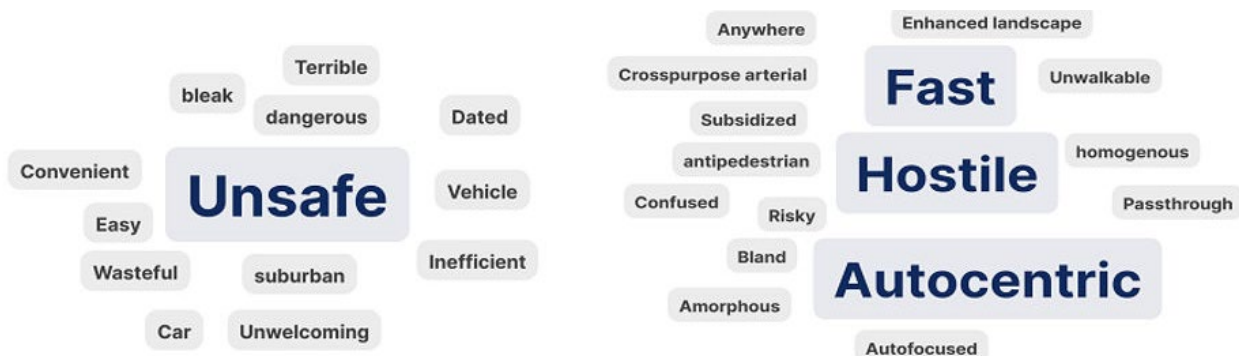 Terrible
bleak
dangerous
Dated
Convenient
Unsafe
Vehicle
Easy
Wasteful
suburban
Inefficient
Car
Unwelcoming
Anywhere
Enhanced landscape
Crosspurpose arterial
Fast
Unwalkable
Subsidized
antipedestrian
Hostile
homogenous
Confused
Risky
Passthrough
Bland
Autocentric
Amorphous
Autofocused